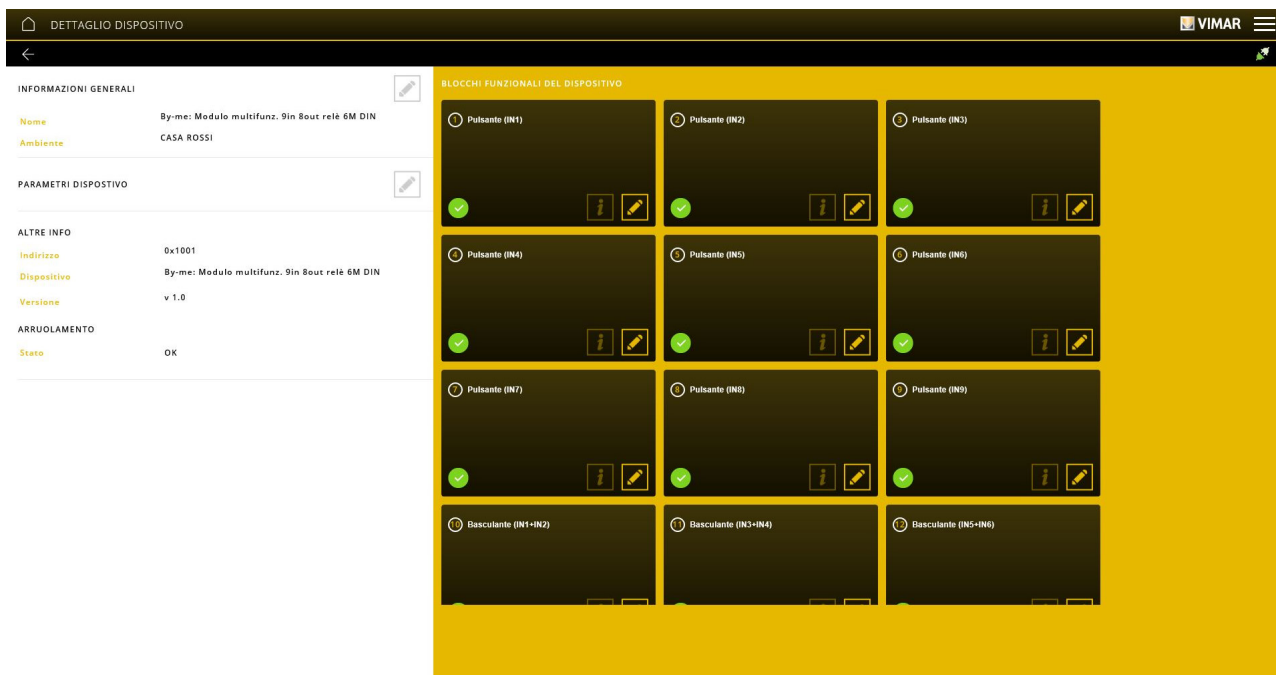 DETTAGLIO DISPOSITIVO
VIMAR
INFORMAZIONI GENERALI
Nome By-me: Modulo multifunz. 9in 8out relè 6M DIN
Ambiente CASA ROSSI
PARAMETRI DISPOSTIVO
ALTRE INFO
Indirizzo 0x1001
Dispositivo By-me: Modulo multifunz. 9in 8out relè 6M DIN
Versione v 1.0
ARRUOLAMENTO
Stato OK
BLOCCHI FUNZIONALI DEL DISPOSITIVO
1 Pulsante (IN1)
i
2 Pulsante (IN2)
i
3 Pulsante (IN3)
i
4 Pulsante (IN4)
i
5 Pulsante (IN5)
i
6 Pulsante (IN6)
i
7 Pulsante (IN7)
i
8 Pulsante (IN8)
i
9 Pulsante (IN9)
i
10 Basculante (IN1+IN2)
11 Basculante (IN3+IN4)
12 Basculante (IN5+IN6)